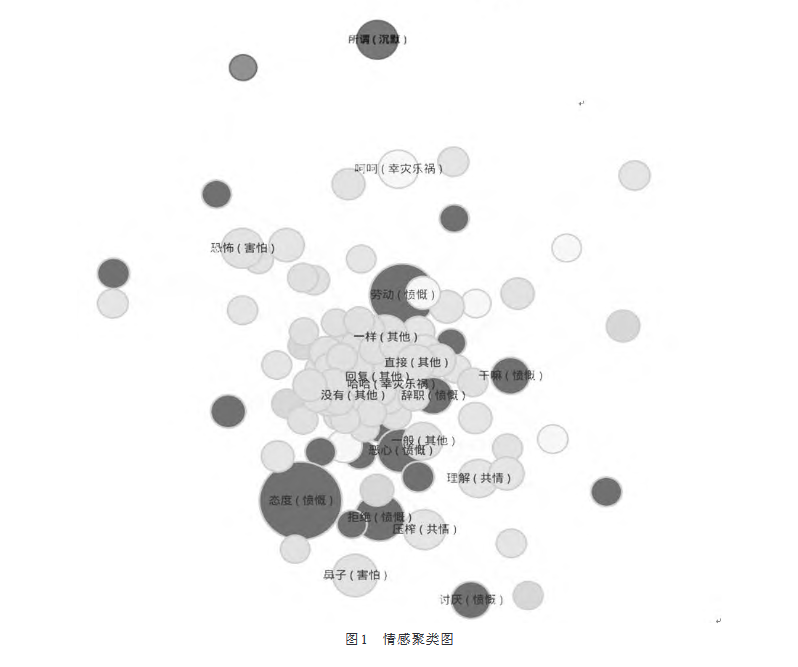 所谓（沉默）
呵呵（幸灾乐祸）
恐怖（害怕）
劳动（愤慨）
一样（其他）
直接（其他）
回复（其他）
干嘛（愤慨）
哈哈（幸灾乐祸）
没有（其他）
辞职（愤慨）
一般（其他）
恶心（愤慨）
理解（共情）
态度（愤慨）
拒绝（愤慨）
压榨（共情）
鼻子（害怕）
讨厌（愤慨）
图1 情感聚类图